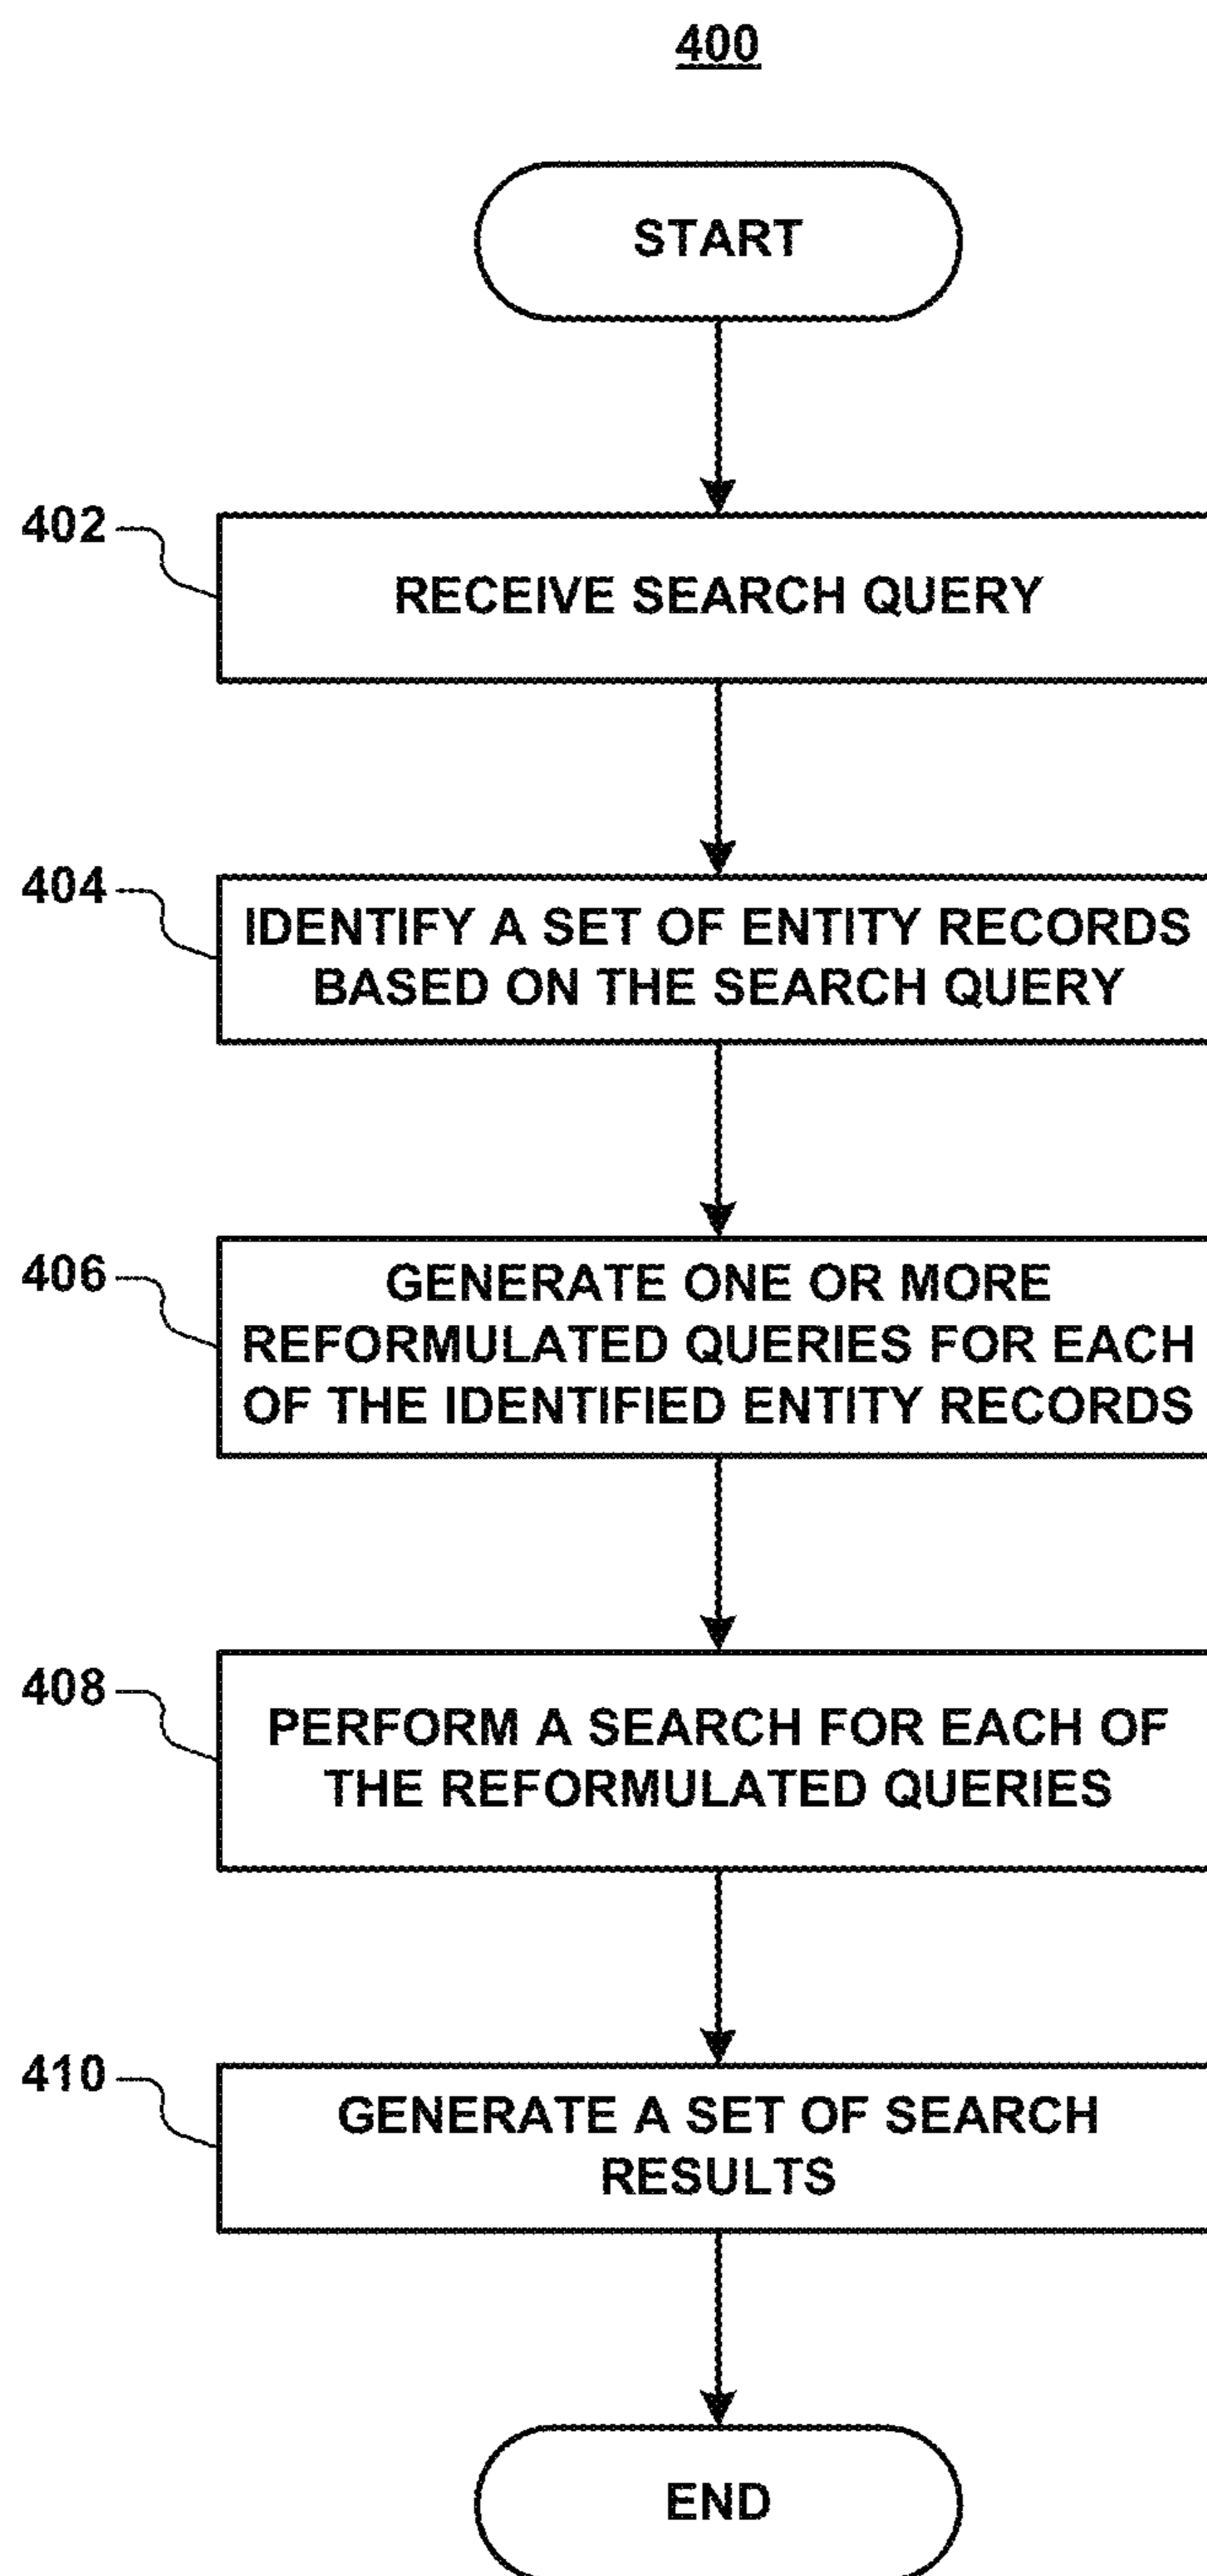 400
START
402
RECEIVE SEARCH QUERY
404
IDENTIFY A SET OF ENTITY RECORDS
BASED ON THE SEARCH QUERY
406
GENERATE ONE OR MORE
REFORMULATED QUERIES FOR EACH
OF THE IDENTIFIED ENTITY RECORDS
408
PERFORM A SEARCH FOR EACH OF
THE REFORMULATED QUERIES
410
GENERATE A SET OF SEARCH
RESULTS
END